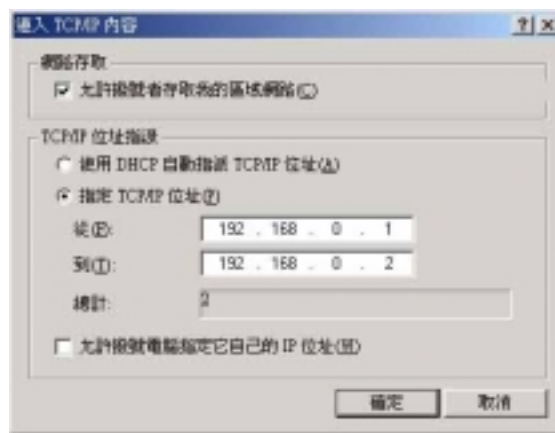 連入 TCP/IP 內容
網路存取
允許撥號者存取我的區域網路(C)
TCP/IP 位址指派
使用 DHCP 自動指派 TCP/IP 位址(A)
指定 TCP/IP 位址(P)
從(F): 192 . 168 . 0 . 1
到(T): 192 . 168 . 0 . 2
總計: 2
允許撥號電腦指定它自己的 IP 位址(W)
確定 取消